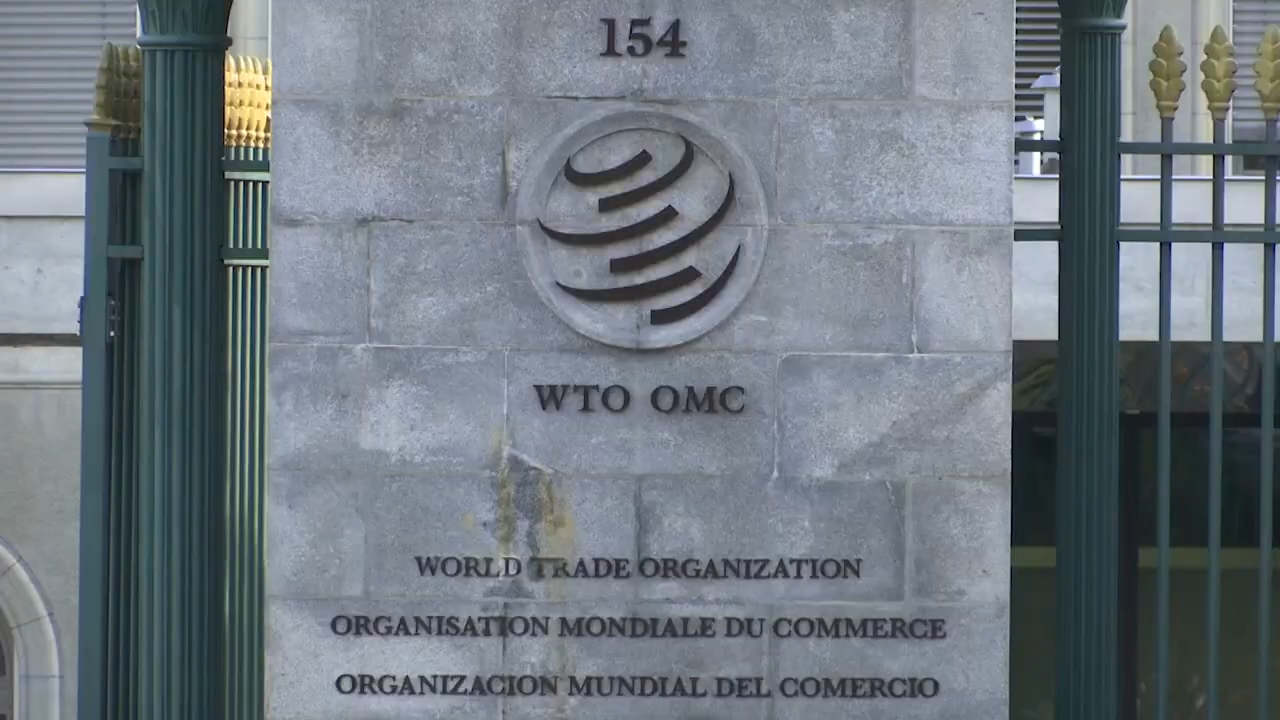 154
WTO OMC
WORLD TRADE ORGANIZATION
ORGANISATION MONDIALE DU COMMERCE
ORGANIZACION MUNDIAL DEL COMERCIO